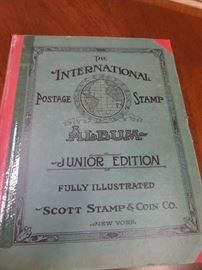 THE
INTERNATIONAL
POSTAGE STAMP
ALBUM
JUNIOR EDITION
FULLY ILLUSTRATED
SCOTT STAMP & COIN CO.
NEW YORK